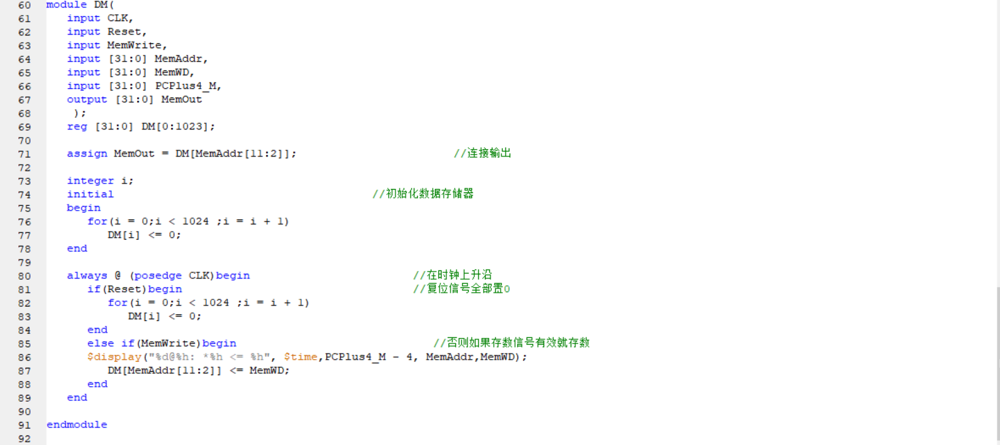 60 module DM(
61 input CLK,
62 input Reset,
63 input MemWrite,
64 input [31:0] MemAddr,
65 input [31:0] MemWD,
66 input [31:0] PCPlus4_M,
67 output [31:0] MemOut
68 );
69 reg [31:0] DM[0:1023];
70
71 assign MemOut = DM[MemAddr[11:2]]; //连接输出
72
73 integer i;
74 initial //初始化数据存储器
75 begin
76 for(i = 0;i < 1024 ;i = i + 1)
77 DM[i] <= 0;
78 end
79
80 always @ (posedge CLK)begin //在时钟上升沿
81 if(Reset)begin //复位信号全部置0
82 for(i = 0;i < 1024 ;i = i + 1)
83 DM[i] <= 0;
84 end
85 else if(MemWrite)begin //否则如果存数信号有效就存数
86 $display("%d@%h: *%h <= %h", $time,PCPlus4_M - 4, MemAddr,MemWD);
87 DM[MemAddr[11:2]] <= MemWD;
88 end
89 end
90
91 endmodule
92